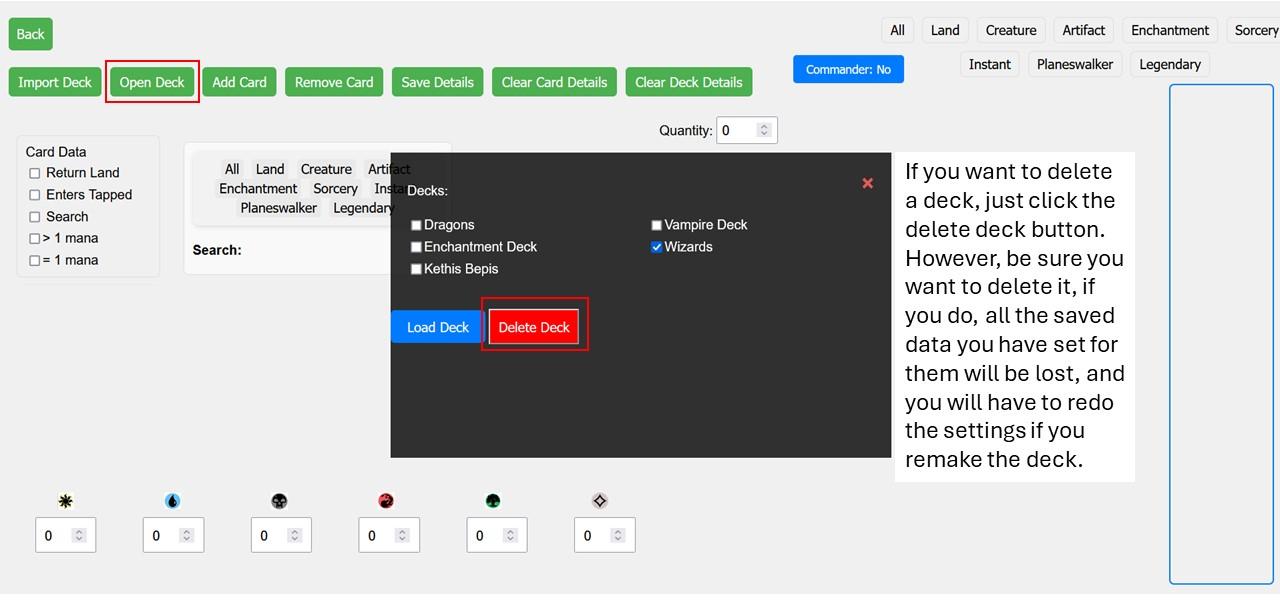 Back
All Land Creature Artifact Enchantment Sorcery
Instant Planeswalker Legendary
Import Deck Open Deck Add Card Remove Card Save Details Clear Card Details Clear Deck Details
Commander: No
Quantity: 0
Card Data
Return Land
Enters Tapped
Search
> 1 mana
= 1 mana
All Land Creature Artifact
Enchantment Sorcery Insta
Planeswalker Legendary
Search:
Decks:
Dragons Vampire Deck
Enchantment Deck Wizards
Kethis Bepis
Load Deck Delete Deck
If you want to delete
a deck, just click the
delete deck button.
However, be sure you
want to delete it, if
you do, all the saved
data you have set for
them will be lost, and
you will have to redo
the settings if you
remake the deck.
0 0 0 0 0 0